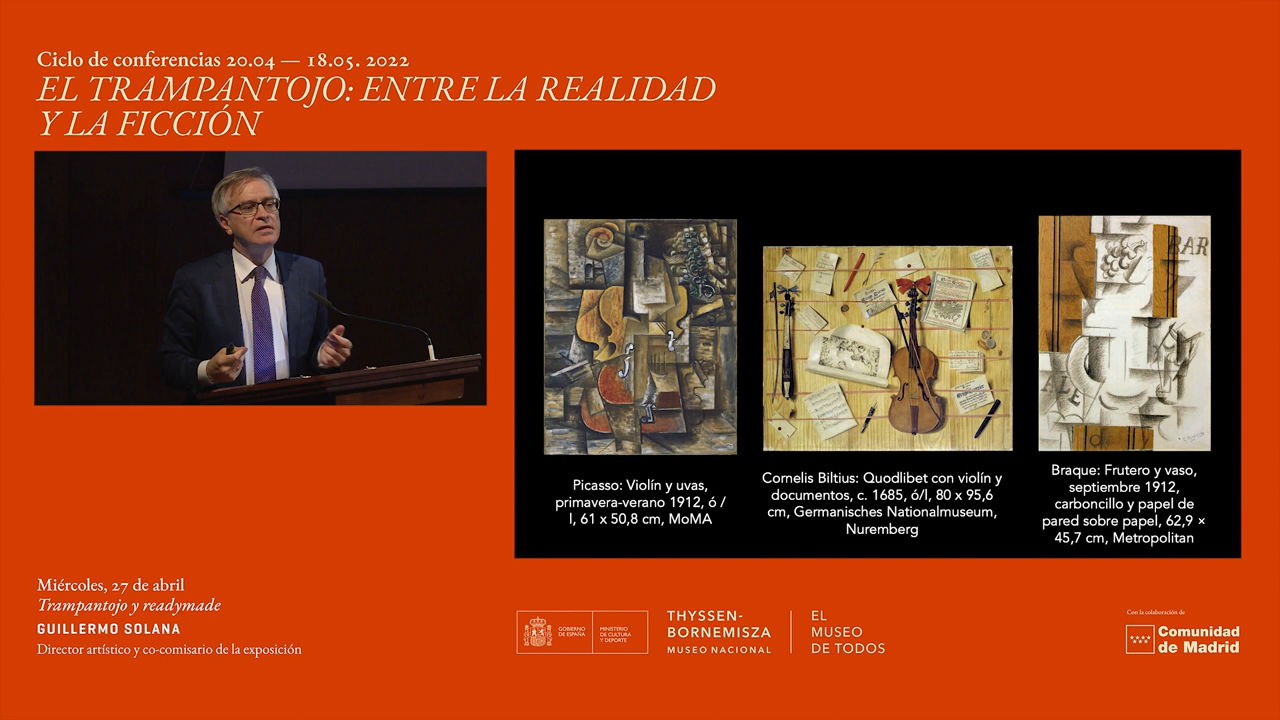 Ciclo de conferencias 20.04 — 18.05. 2022
EL TRAMPANTOJO: ENTRE LA REALIDAD
Y LA FICCIÓN
BAR
ALE
Picasso: Violín y uvas,
primavera-verano 1912, ó /
l, 61 x 50,8 cm, MoMA
Cornelis Biltius: Quodlibet con violín y
documentos, c. 1685, ó/l, 80 x 95,6
cm, Germanisches Nationalmuseum,
Nuremberg
Braque: Frutero y vaso,
septiembre 1912,
carboncillo y papel de
pared sobre papel, 62,9 ×
45,7 cm, Metropolitan
Miércoles, 27 de abril
Trampantojo y readymade
GUILLERMO SOLANA
Director artístico y co-comisario de la exposición
GOBIERNO
DE ESPAÑA
MINISTERIO
DE CULTURA
Y DEPORTE
THYSSEN-
BORNEMISZA
MUSEO NACIONAL
EL
MUSEO
DE TODOS
Con la colaboración de
Comunidad
de Madrid